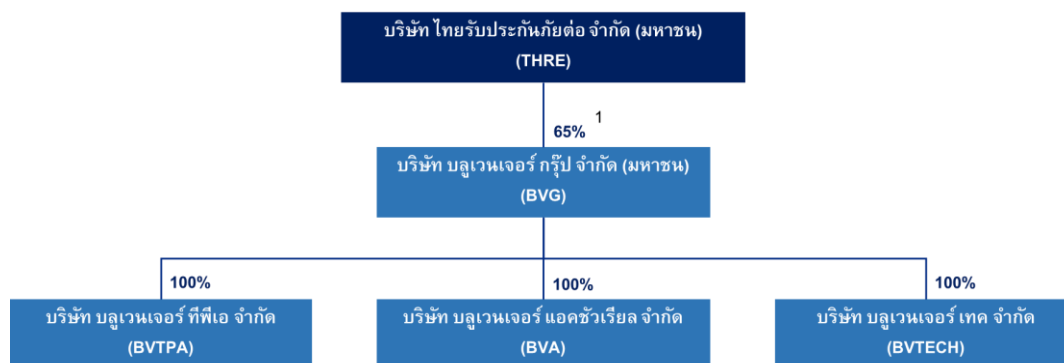 บริษัท ไทยรับประกันภัยต่อ จำกัด (มหาชน)
(THRE)
65% 1
บริษัท บลูเวนเจอร์ กรุ๊ป จำกัด (มหาชน)
(BVG)
100% 100% 100%
บริษัท บลูเวนเจอร์ ทีพีเอ จำกัด
(BVTPA)
บริษัท บลูเวนเจอร์ แอคชัวเรียล จำกัด
(BVA)
บริษัท บลูเวนเจอร์ เทค จำกัด
(BVTECH)